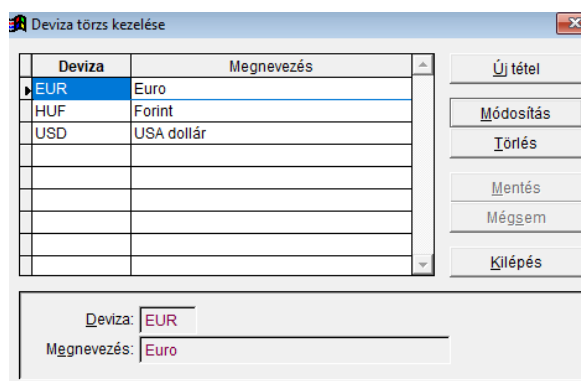 Deviza törzs kezelése
Deviza Megnevezés
EUR Euro
HUF Forint
USD USA dollár
Új tétel
Módosítás
Törlés
Mentés
Mégsem
Kilépés
Deviza: EUR
Megnevezés: Euro